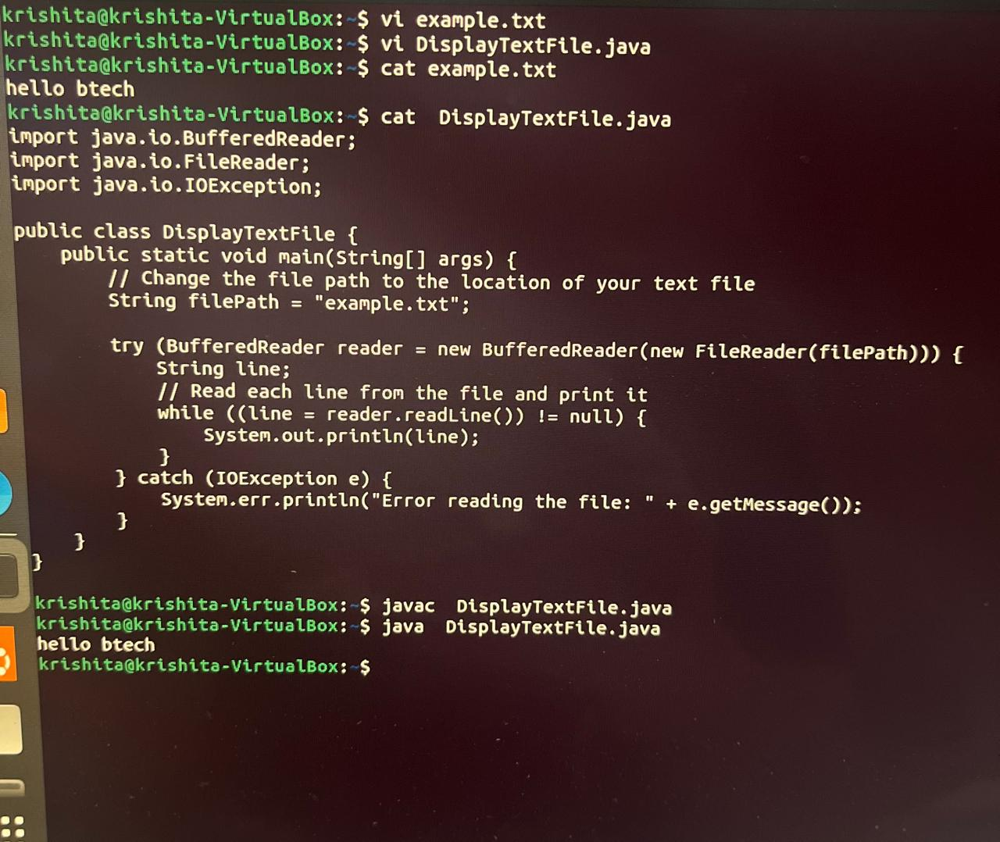 krishita@krishita-VirtualBox:~$ vi example.txt
krishita@krishita-VirtualBox:~$ vi DisplayTextFile.java
krishita@krishita-VirtualBox:~$ cat example.txt
hello btech
krishita@krishita-VirtualBox:~$ cat  DisplayTextFile.java
import java.io.BufferedReader;
import java.io.FileReader;
import java.io.IOException;

public class DisplayTextFile {
    public static void main(String[] args) {
        // Change the file path to the location of your text file
        String filePath = "example.txt";

        try (BufferedReader reader = new BufferedReader(new FileReader(filePath))) {
            String line;
            // Read each line from the file and print it
            while ((line = reader.readLine()) != null) {
                System.out.println(line);
            }
        } catch (IOException e) {
            System.err.println("Error reading the file: " + e.getMessage());
        }
    }
}

krishita@krishita-VirtualBox:~$ javac  DisplayTextFile.java
krishita@krishita-VirtualBox:~$ java  DisplayTextFile.java
hello btech
krishita@krishita-VirtualBox:~$